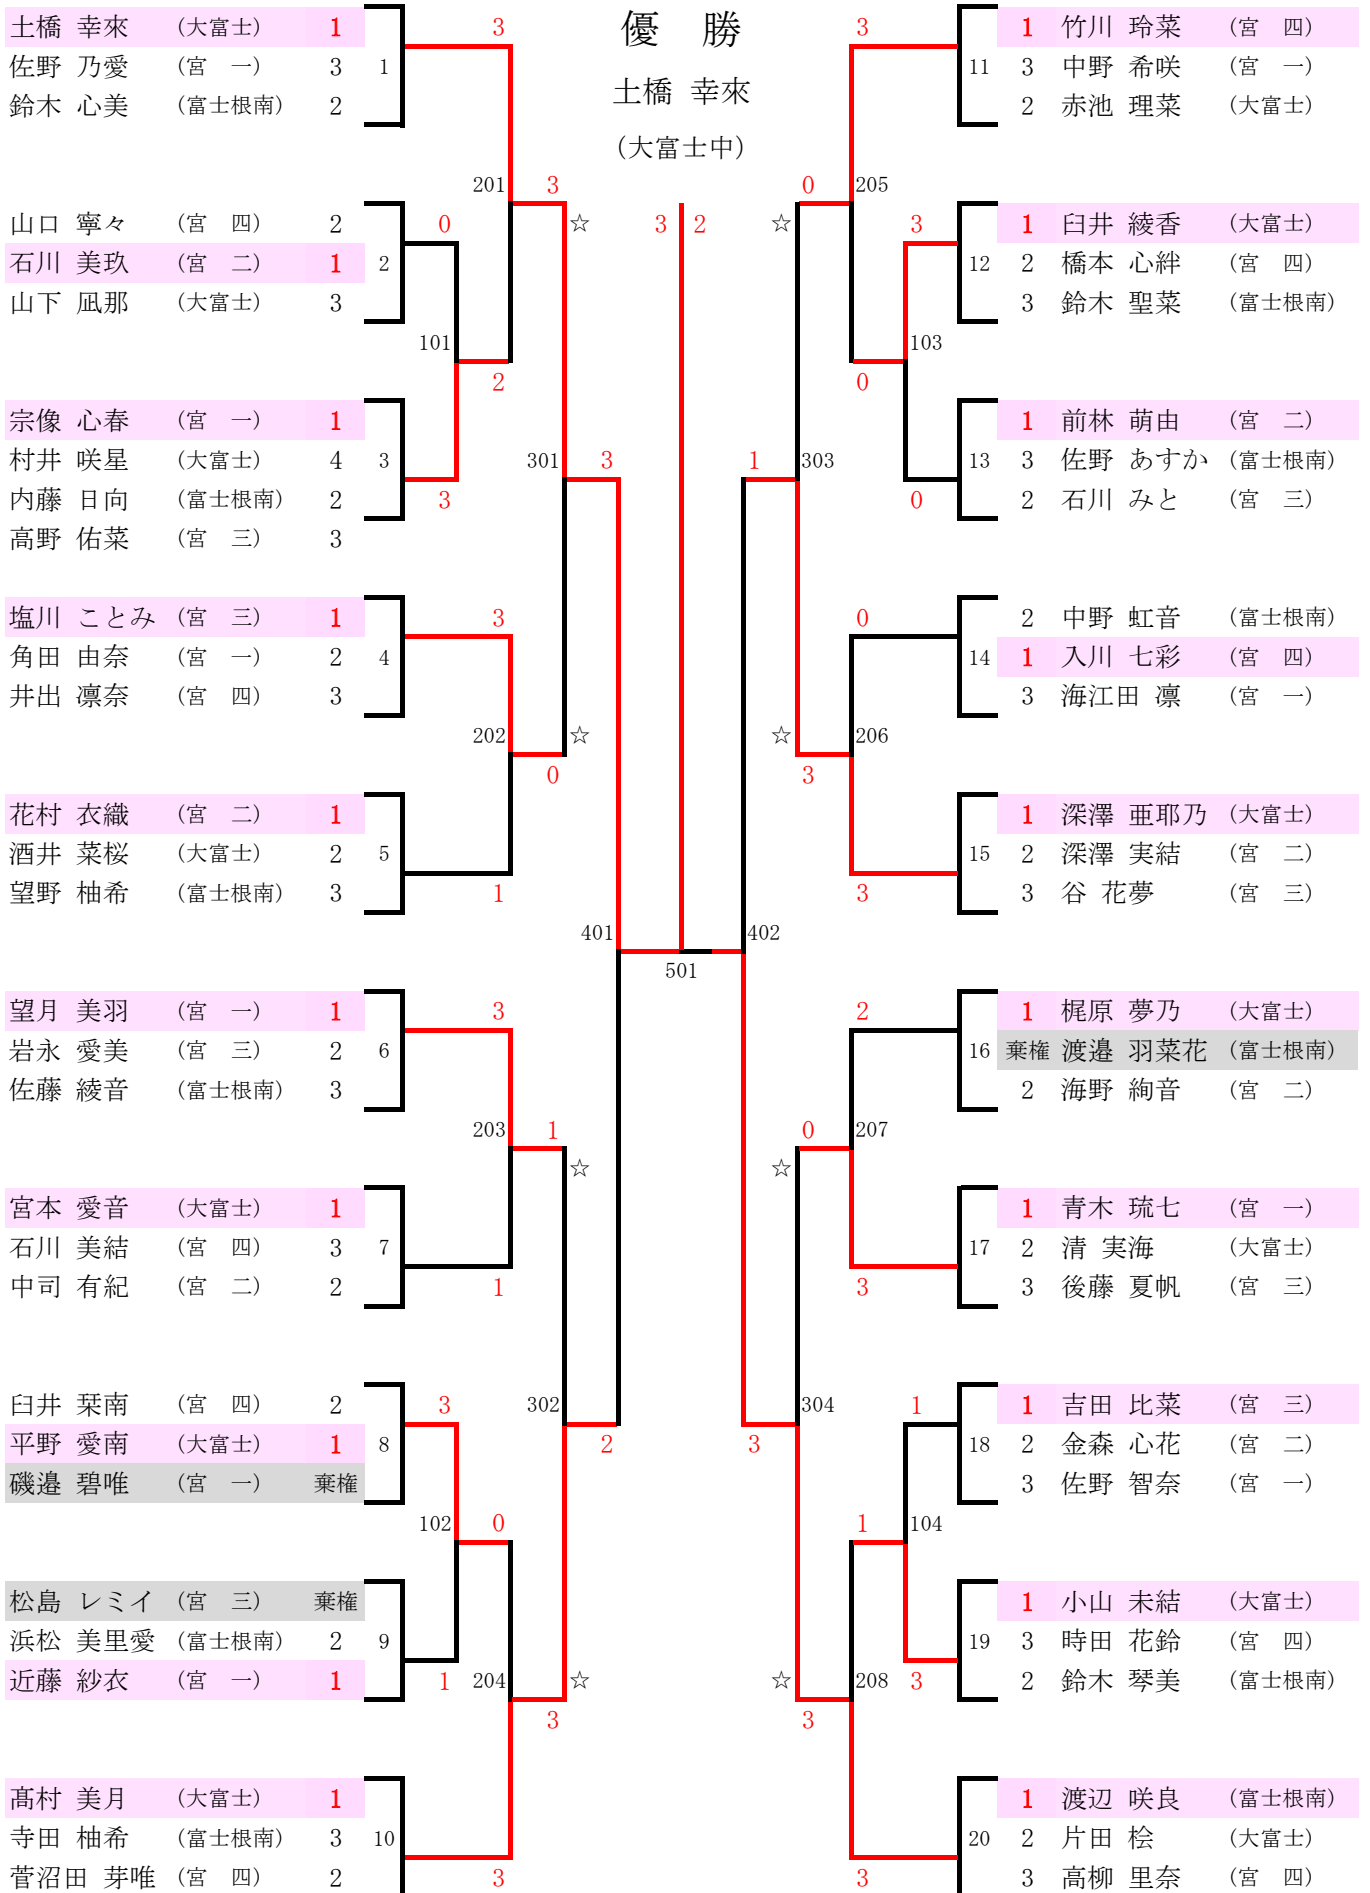 優　勝
土橋 幸來
(大富士中)
3 2
土橋 幸來 (大富士) 1
佐野 乃愛 (宮　一) 3
鈴木 心美 (富士根南) 2
1
3
山口 寧々 (宮　四) 2
石川 美玖 (宮　二) 1
山下 凪那 (大富士) 3
2
0
201
3
☆
101
2
宗像 心春 (宮　一) 1
村井 咲星 (大富士) 4
内藤 日向 (富士根南) 2
高野 佑菜 (宮　三) 3
3
3
301
3
塩川 ことみ (宮　三) 1
角田 由奈 (宮　一) 2
井出 凛奈 (宮　四) 3
4
3
202
0
☆
花村 衣織 (宮　二) 1
酒井 菜桜 (大富士) 2
望野 柚希 (富士根南) 3
5
1
401
501
望月 美羽 (宮　一) 1
岩永 愛美 (宮　三) 2
佐藤 綾音 (富士根南) 3
6
3
203
1
☆
宮本 愛音 (大富士) 1
石川 美結 (宮　四) 3
中司 有紀 (宮　二) 2
7
1
臼井 栞南 (宮　四) 2
平野 愛南 (大富士) 1
磯邉 碧唯 (宮　一) 棄権
8
3
302
2
102
0
松島 レミイ (宮　三) 棄権
浜松 美里愛 (富士根南) 2
近藤 紗衣 (宮　一) 1
9
1
204
3
☆
髙村 美月 (大富士) 1
寺田 柚希 (富士根南) 3
菅沼田 芽唯 (宮　四) 2
10
3
3
11
1 竹川 玲菜 (宮　四)
3 中野 希咲 (宮　一)
2 赤池 理菜 (大富士)
0
205
☆
3
12
1 臼井 綾香 (大富士)
2 橋本 心絆 (宮　四)
3 鈴木 聖菜 (富士根南)
103
0
1
303
0
13
1 前林 萌由 (宮　二)
3 佐野 あすか (富士根南)
2 石川 みと (宮　三)
0
14
2 中野 虹音 (富士根南)
1 入川 七彩 (宮　四)
3 海江田 凛 (宮　一)
☆
206
3
3
15
1 深澤 亜耶乃 (大富士)
2 深澤 実結 (宮　二)
3 谷 花夢 (宮　三)
402
2
16
1 梶原 夢乃 (大富士)
棄権 渡邉 羽菜花 (富士根南)
2 海野 絢音 (宮　二)
0
207
☆
3
17
1 青木 琉七 (宮　一)
2 清 実海 (大富士)
3 後藤 夏帆 (宮　三)
304
3
1
18
1 吉田 比菜 (宮　三)
2 金森 心花 (宮　二)
3 佐野 智奈 (宮　一)
1
104
19
3
1 小山 未結 (大富士)
3 時田 花鈴 (宮　四)
2 鈴木 琴美 (富士根南)
☆
208
3
20
3
1 渡辺 咲良 (富士根南)
2 片田 桧 (大富士)
3 高柳 里奈 (宮　四)